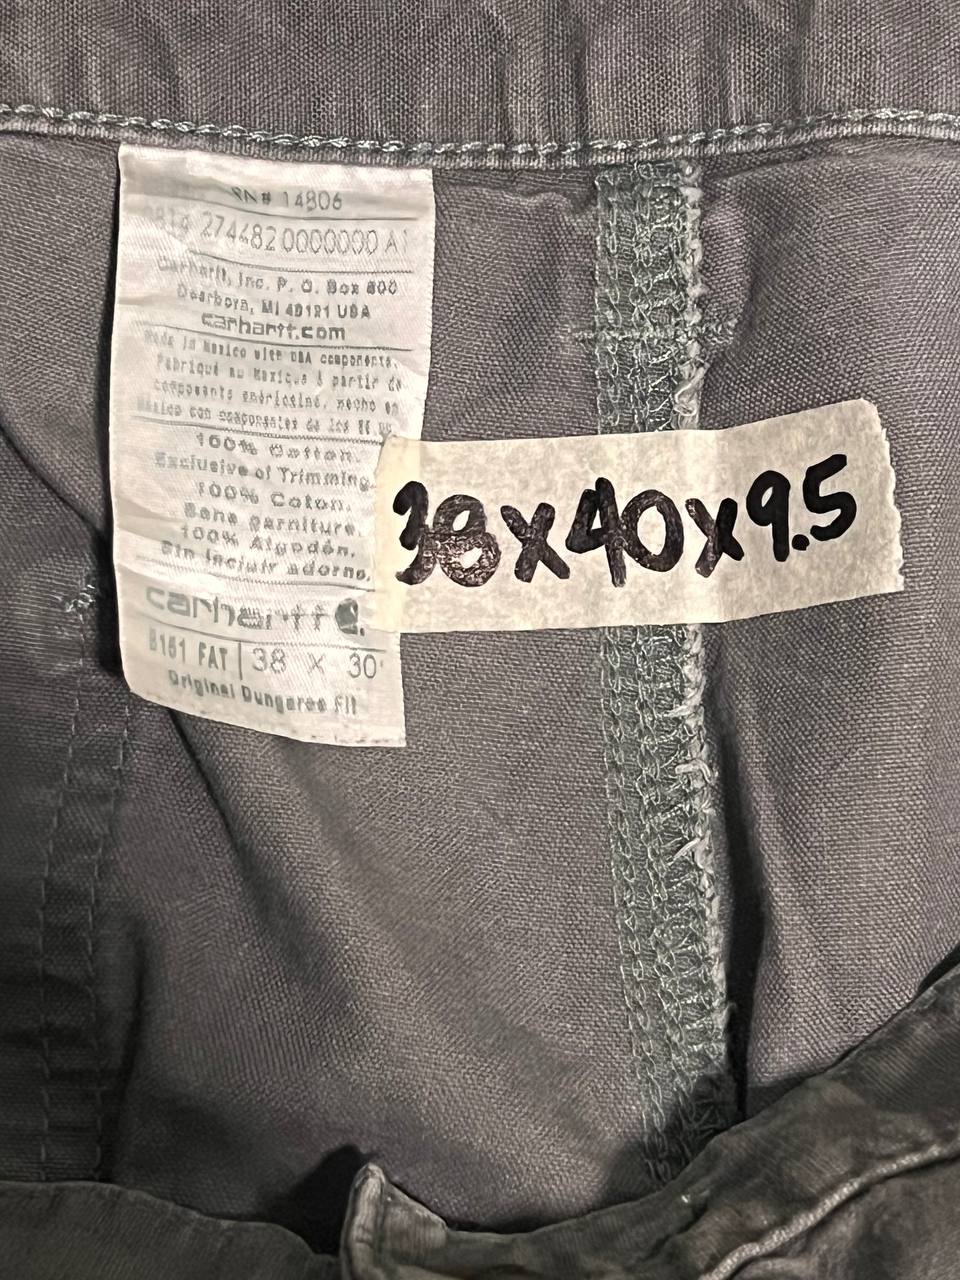 RN# 14806
0814 274482 0000000 A1
Carhartt, Inc. P. O. Box 600
Dearborn, MI 48121 USA
carhartt.com
Made in Mexico with USA components.
Fabriqué au Mexique à partir de
composants américains. Hecho en
México con componentes de los EE.UU.
100% Cotton.
Exclusive of Trimming.
100% Coton.
Sans garniture.
100% Algodón.
Sin incluir adorno.
carhartt
B151 FAT 38 X 30
Original Dungaree Fit
38x40x9.5